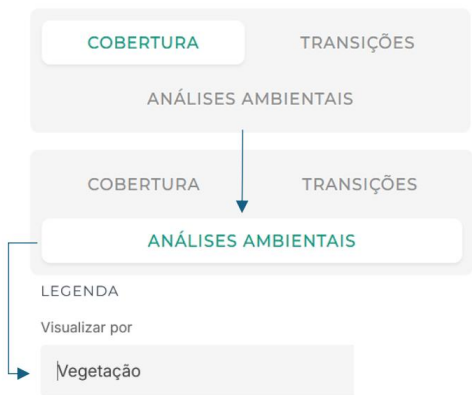 COBERTURA TRANSIÇÕES
ANÁLISES AMBIENTAIS
COBERTURA TRANSIÇÕES
ANÁLISES AMBIENTAIS
LEGENDA
Visualizar por
Vegetação